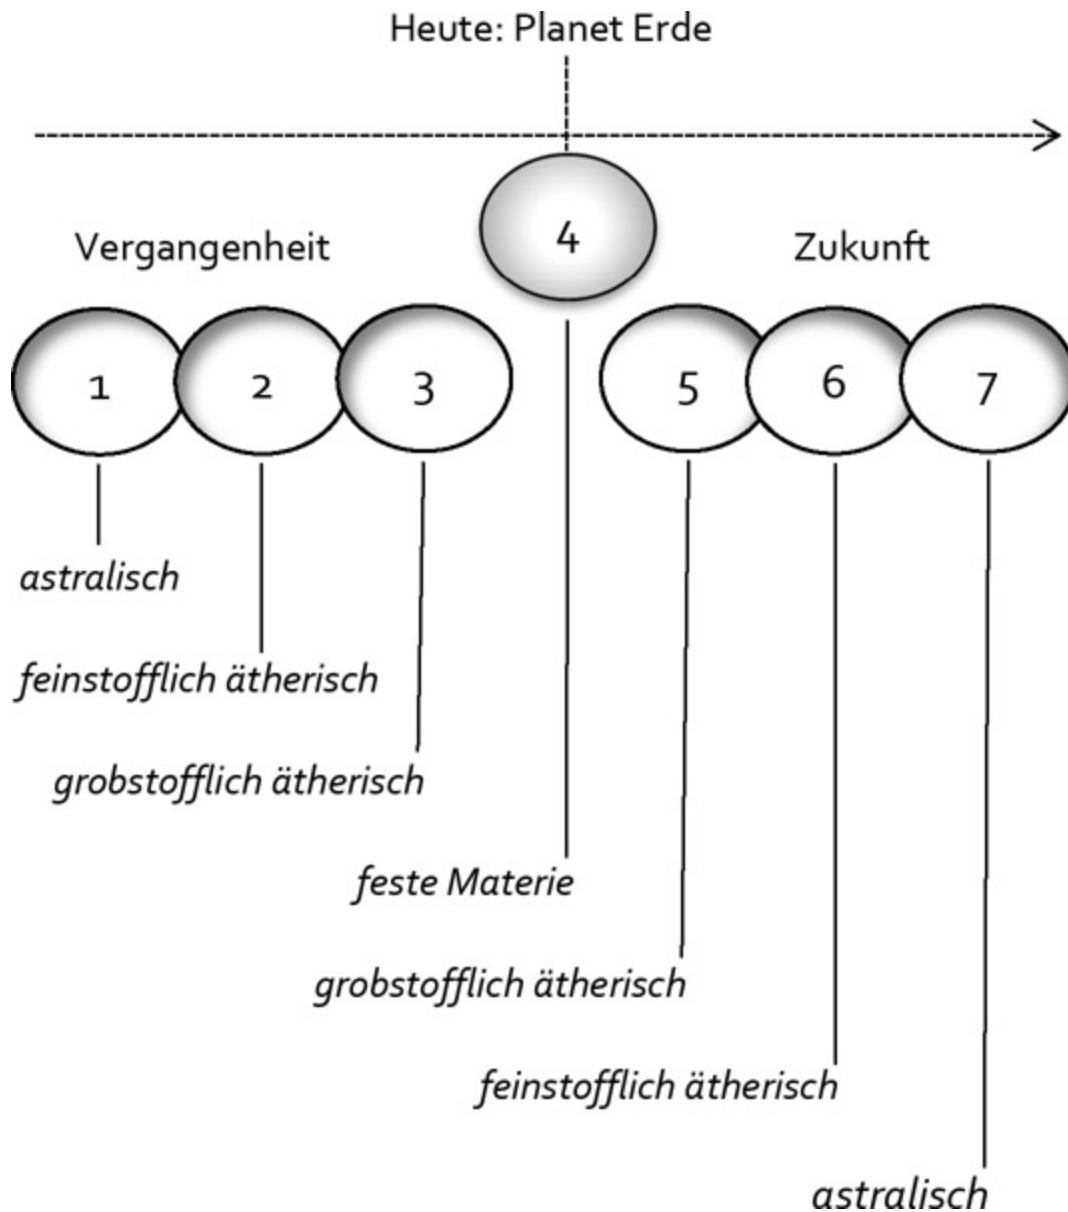 Heute: Planet Erde
4
Vergangenheit
Zukunft
1
2
3
5
6
7
astralisch
feinstofflich ätherisch
grobstofflich ätherisch
feste Materie
grobstofflich ätherisch
feinstofflich ätherisch
astralisch